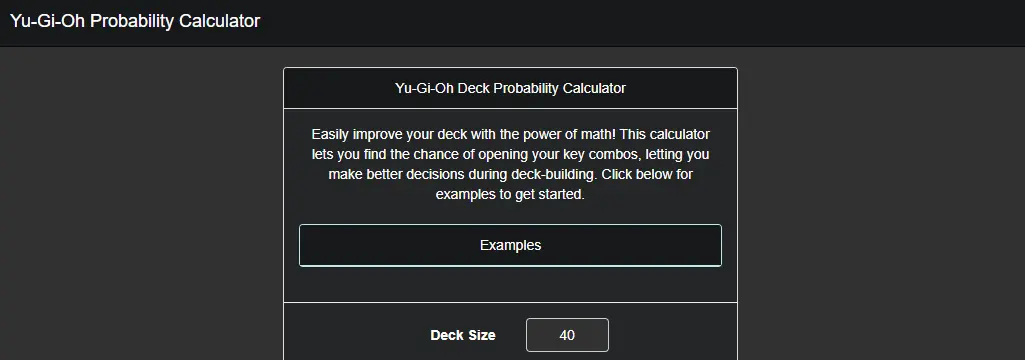 Yu-Gi-Oh Probability Calculator
Yu-Gi-Oh Deck Probability Calculator
Easily improve your deck with the power of math! This calculator
lets you find the chance of opening your key combos, letting you
make better decisions during deck-building. Click below for
examples to get started.
Examples
Deck Size 40